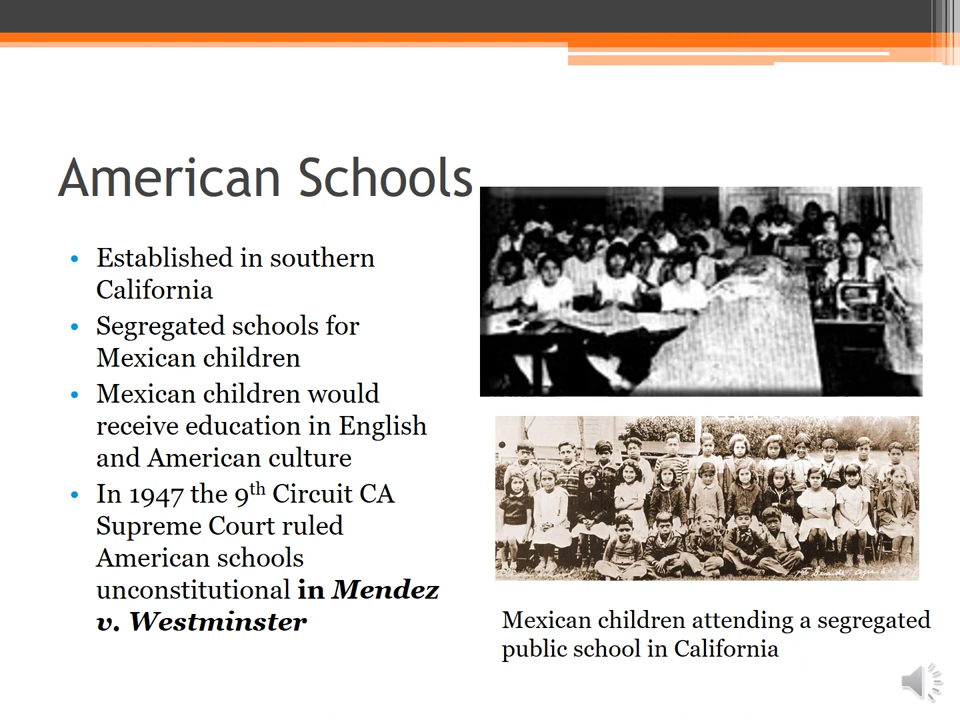 American Schools
• Established in southern
California
• Segregated schools for
Mexican children
• Mexican children would
receive education in English
and American culture
• In 1947 the 9th Circuit CA
Supreme Court ruled
American schools
unconstitutional in Mendez
v. Westminster
Mexican children attending a segregated
public school in California